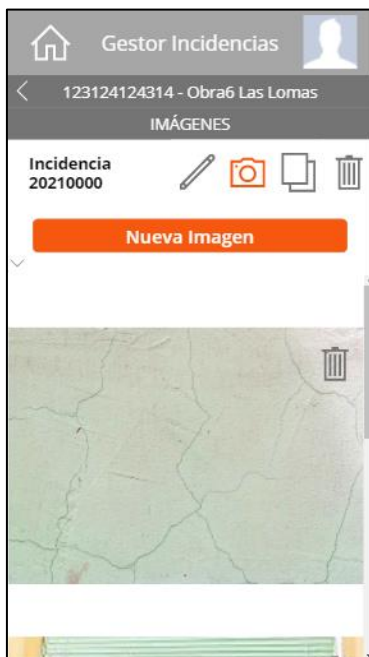 Gestor Incidencias
123124124314 - Obra6 Las Lomas
IMÁGENES
Incidencia
20210000
Nueva Imagen